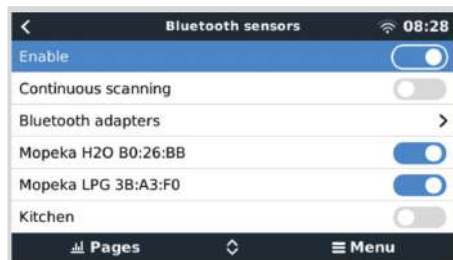 Bluetooth sensors 08:28
Enable
Continuous scanning
Bluetooth adapters
Mopeka H2O B0:26:BB
Mopeka LPG 3B:A3:F0
Kitchen
Pages Menu